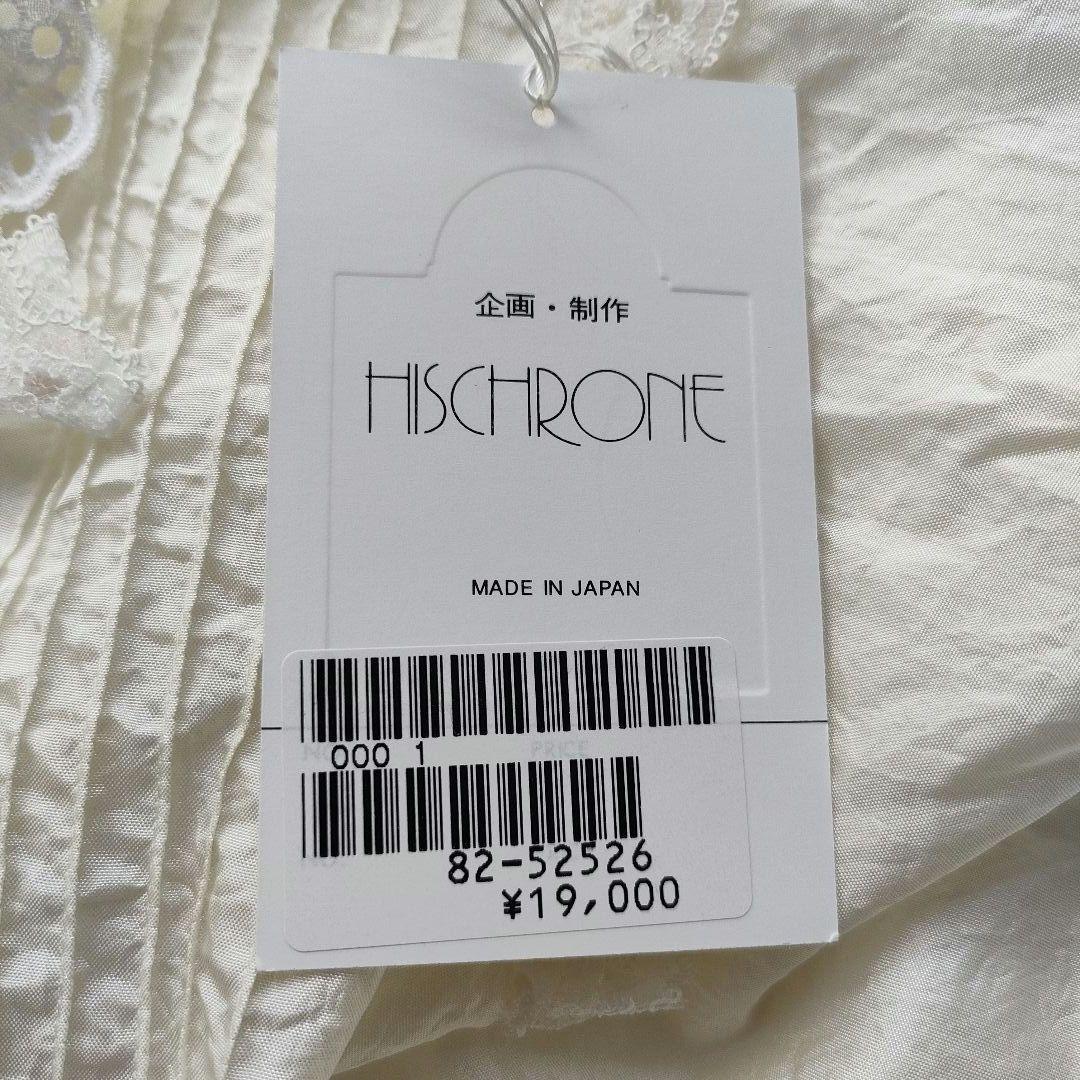 企画・制作
HISCHRONE
MADE IN JAPAN
000 1
PRICE
82-52526
¥19,000